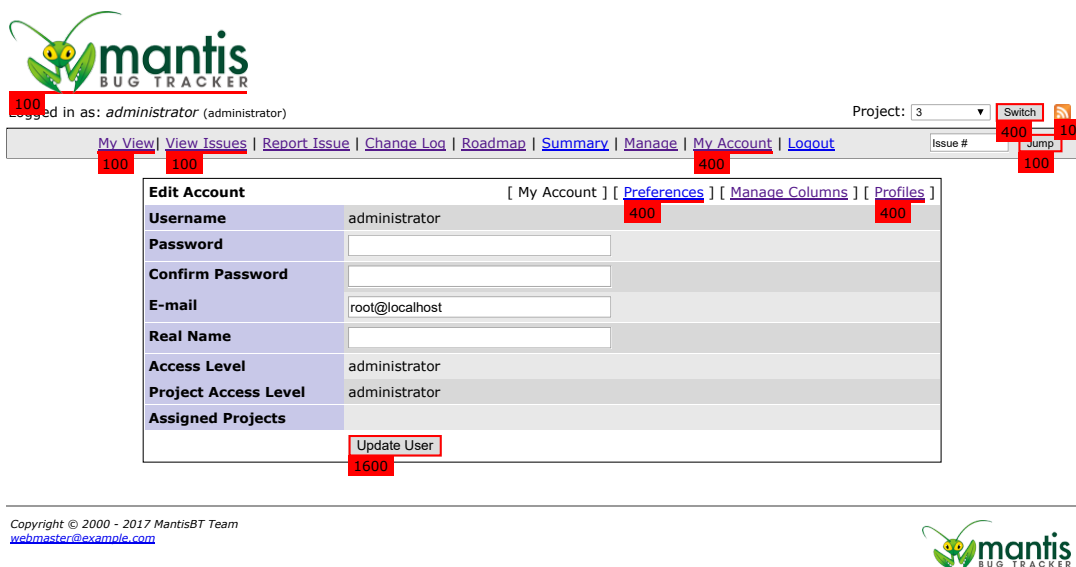 mantis
BUG TRACKER
100
Logged in as: administrator (administrator)
Project: 3 Switch
400
10
My View | View Issues | Report Issue | Change Log | Roadmap | Summary | Manage | My Account | Logout
Issue # Jump
100 100 400 100
Edit Account [ My Account ] [ Preferences ] [ Manage Columns ] [ Profiles ]
400 400
Username administrator
Password
Confirm Password
E-mail root@localhost
Real Name
Access Level administrator
Project Access Level administrator
Assigned Projects
Update User
1600
Copyright © 2000 - 2017 MantisBT Team
webmaster@example.com
mantis
BUG TRACKER